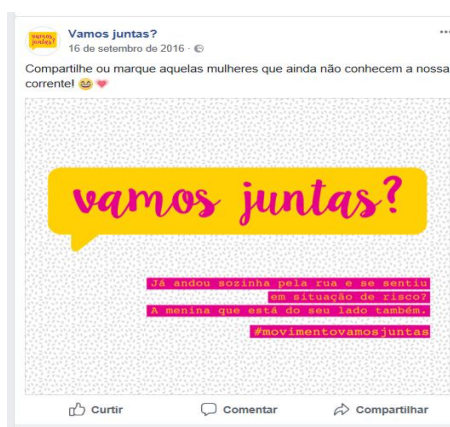 vamos juntas!
Vamos juntas?
16 de setembro de 2016 ·
Compartilhe ou marque aquelas mulheres que ainda não conhecem a nossa
corrente!
vamos juntas?
Já andou sozinha pela rua e se sentiu
em situação de risco?
A menina que está do seu lado também.
#movimentovamosjuntas
Curtir
Comentar
Compartilhar